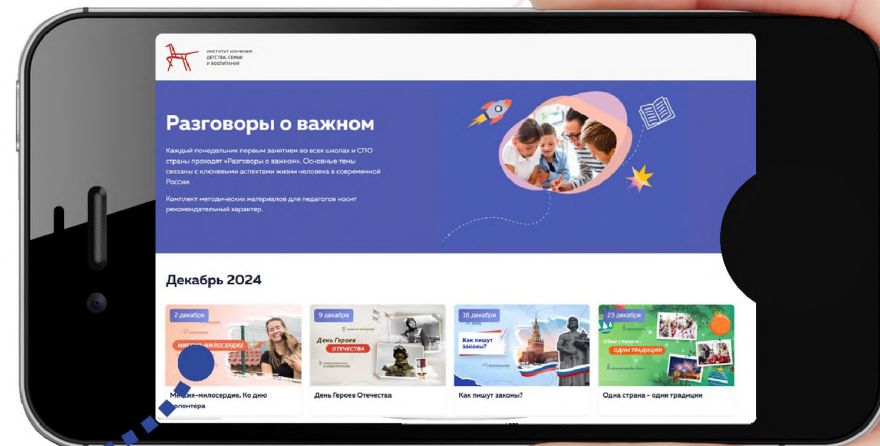 ИНСТИТУТ ИЗУЧЕНИЯ
ДЕТСТВА, СЕМЬИ
И ВОСПИТАНИЯ
Разговоры о важном
Каждый понедельник первым занятием во всех школах и СПО
страны проходят «Разговоры о важном». Основные темы
связаны с ключевыми аспектами жизни человека в современной
России.
Комплект методических материалов для педагогов носит
рекомендательный характер.
Декабрь 2024
2 декабря
МИЛОСЕРДИЕ
-милосердие. Ко дню
волонтера
9 декабря
День Героев
ОТЕЧЕСТВА
День Героев Отечества
16 декабря
Как пишут
законы?
Как пишут законы?
23 декабря
Одна страна -
ОДНИ ТРАДИЦИИ
Одна страна - одни традиции